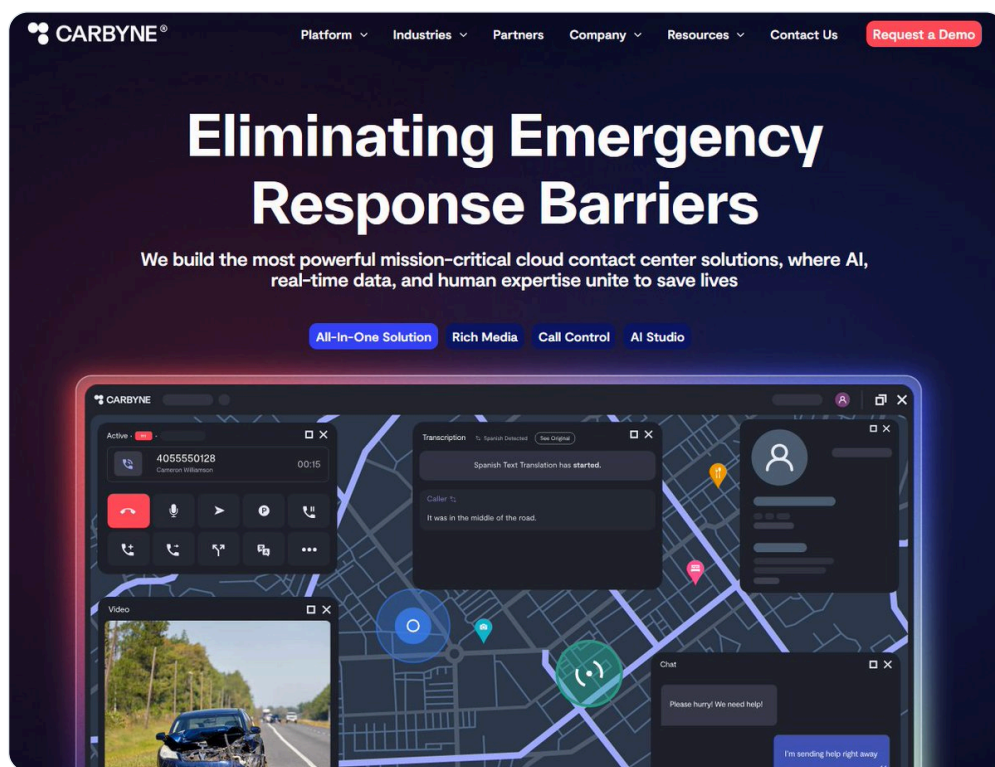 CARBYNE®
Platform Industries Partners Company Resources Contact Us Request a Demo
Eliminating Emergency
Response Barriers
We build the most powerful mission-critical cloud contact center solutions, where AI,
real-time data, and human expertise unite to save lives
All-In-One Solution Rich Media Call Control AI Studio
CARBYNE
Active
4055550128
Cameron Williamson
00:15
Transcription Spanish Detected See Original
Spanish Text Translation has started.
Caller
It was in the middle of the road.
Video
Chat
Please hurry! We need help!
I'm sending help right away